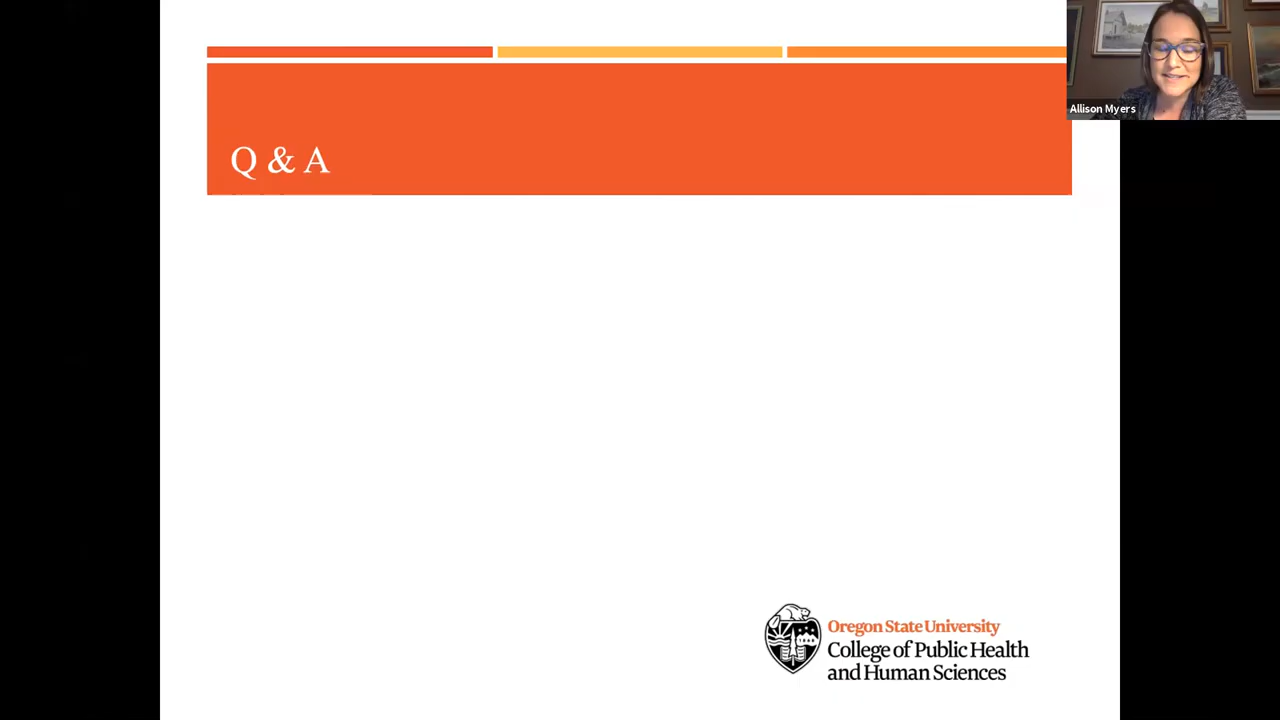 Allison Myers
Q & A
Oregon State University
College of Public Health
and Human Sciences